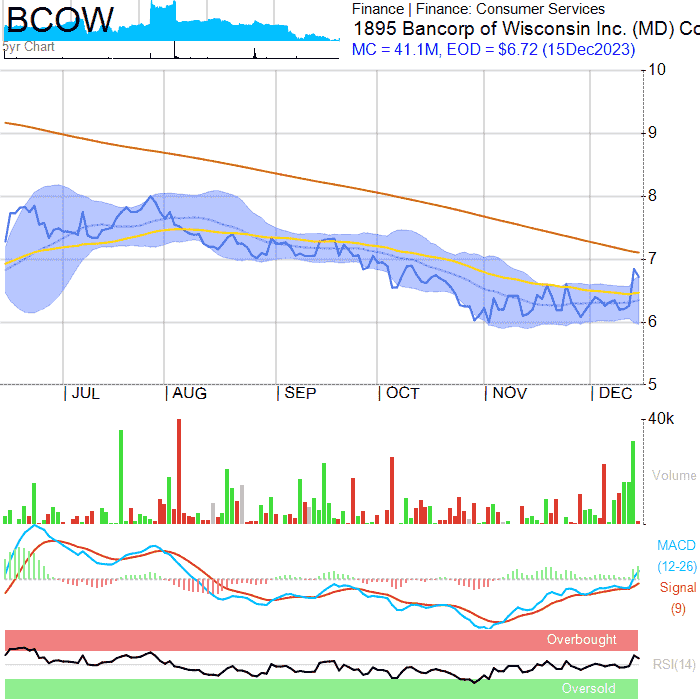 BCOW
5yr Chart
Finance | Finance: Consumer Services
1895 Bancorp of Wisconsin Inc. (MD) Co
MC = 41.1M, EOD = $6.72 (15Dec2023)
10
9
8
7
6
5
JUL AUG SEP OCT NOV DEC
40k
Volume
MACD
(12-26)
Signal
(9)
Overbought
RSI(14)
Oversold